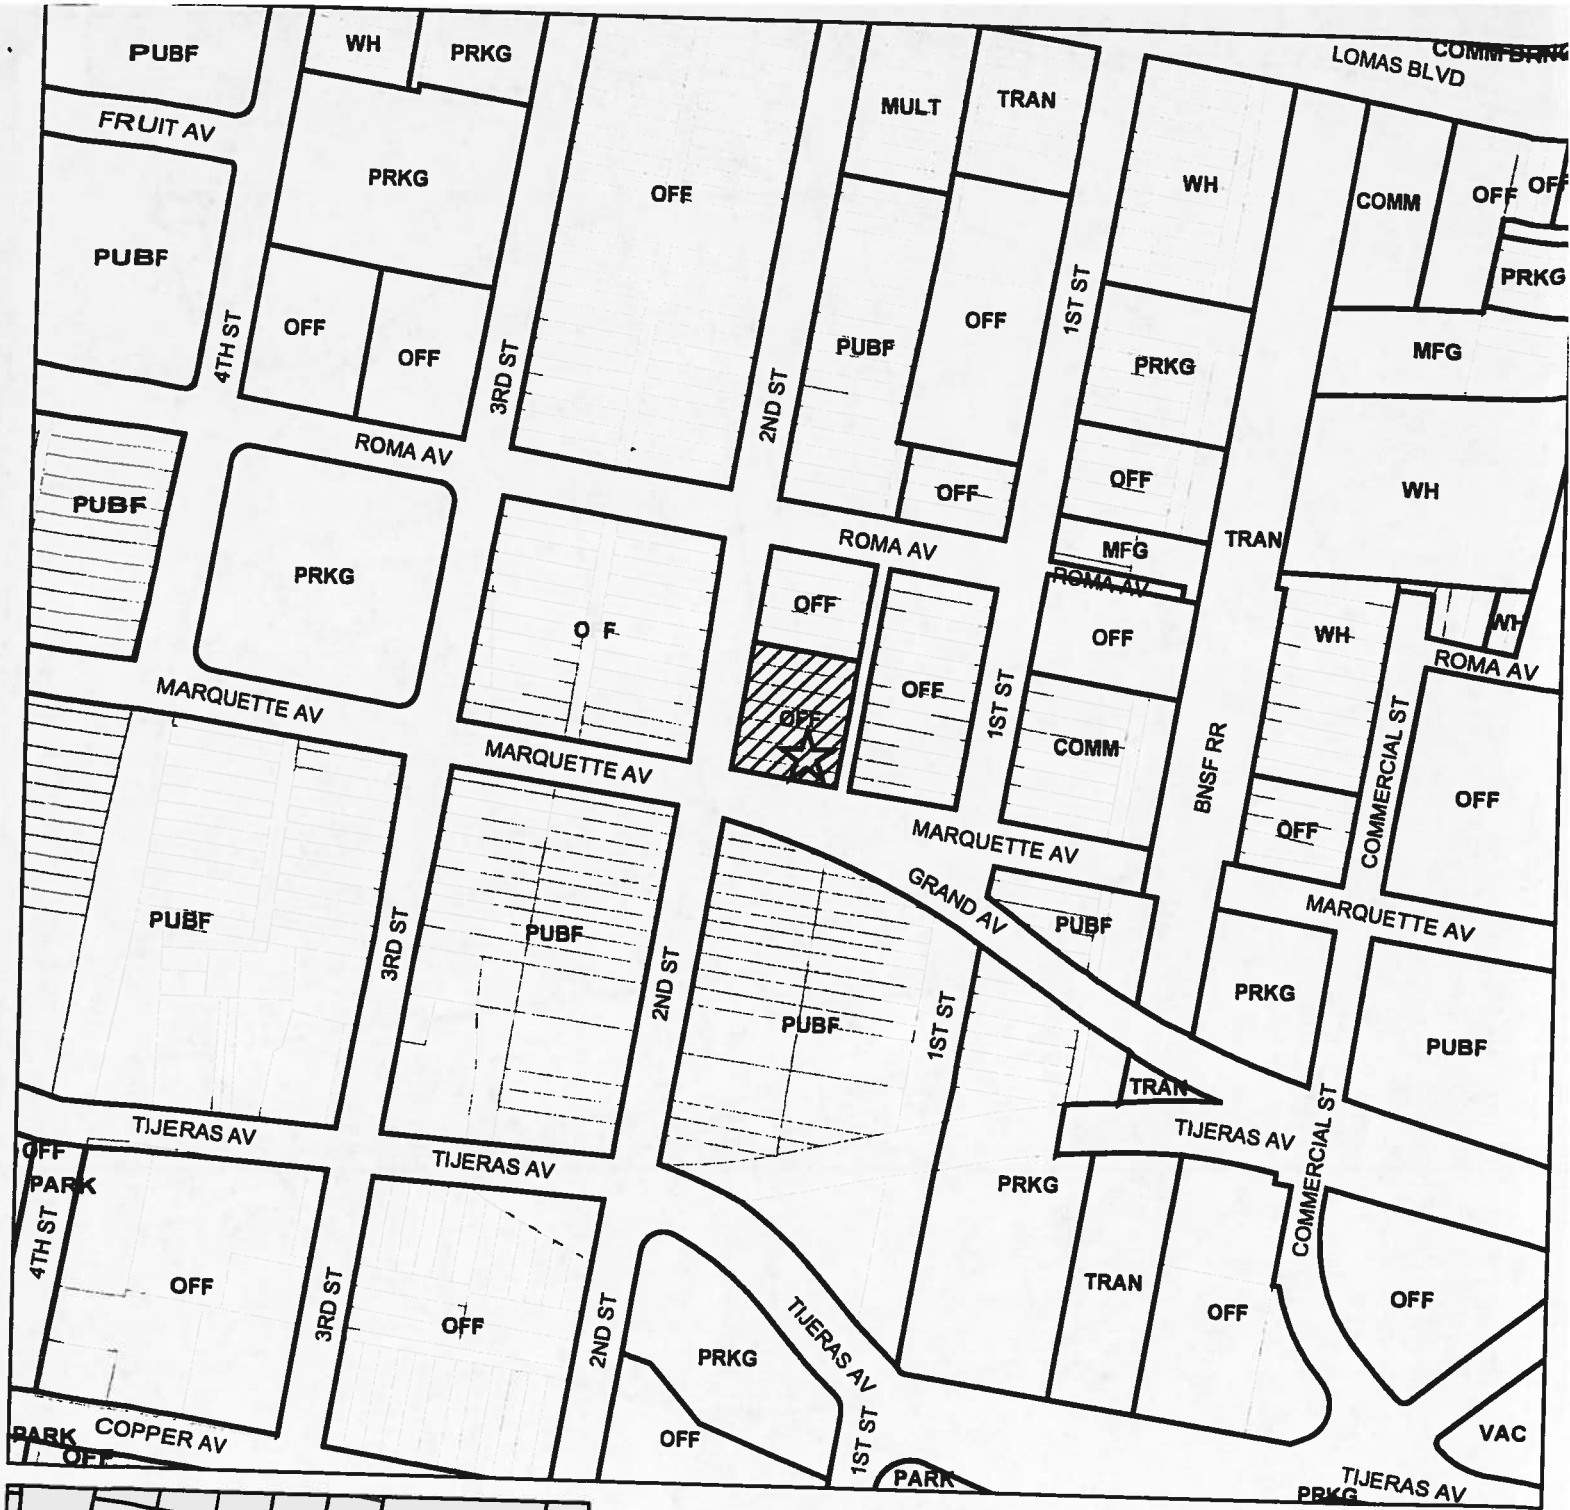 PUBF
WH
PRKG
LOMAS BLVD
FRUIT AV
MULT
TRAN
PRKG
OFF
WH
COMM
OFF
OFF
PUBF
PRKG
4TH ST
OFF
OFF
3RD ST
2ND ST
PUBF
OFF
1ST ST
PRKG
MFG
ROMA AV
PUBF
OFF
OFF
WH
ROMA AV
TRAN
MFG
ROMA AV
PRKG
O F
OFF
OFF
OFF
WH
WH
ROMA AV
MARQUETTE AV
OFF
1ST ST
COMM
BNSF RR
COMMERCIAL ST
OFF
MARQUETTE AV
OFF
MARQUETTE AV
GRAND AV
MARQUETTE AV
PUBF
3RD ST
PUBF
2ND ST
PUBF
1ST ST
PUBF
PRKG
PUBF
TRAN
TIJERAS AV
TIJERAS AV
TIJERAS AV
COMMERCIAL ST
OFF
PARK
4TH ST
OFF
3RD ST
OFF
2ND ST
PRKG
TIJERAS AV
PRKG
TRAN
OFF
OFF
COPPER AV
PARK
OFF
OFF
1ST ST
PARK
VAC
TIJERAS AV
PRKG